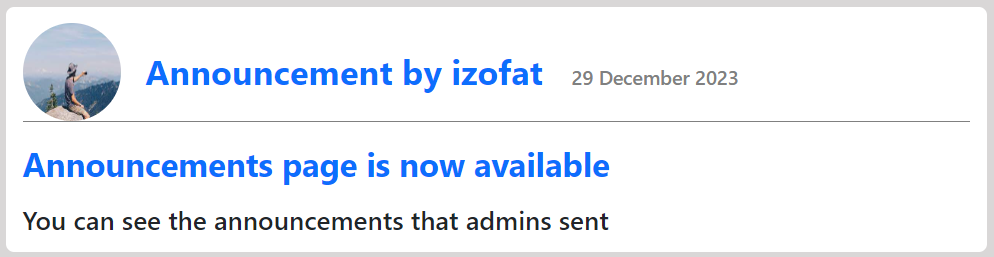 Announcement by izofat 29 December 2023
Announcements page is now available
You can see the announcements that admins sent